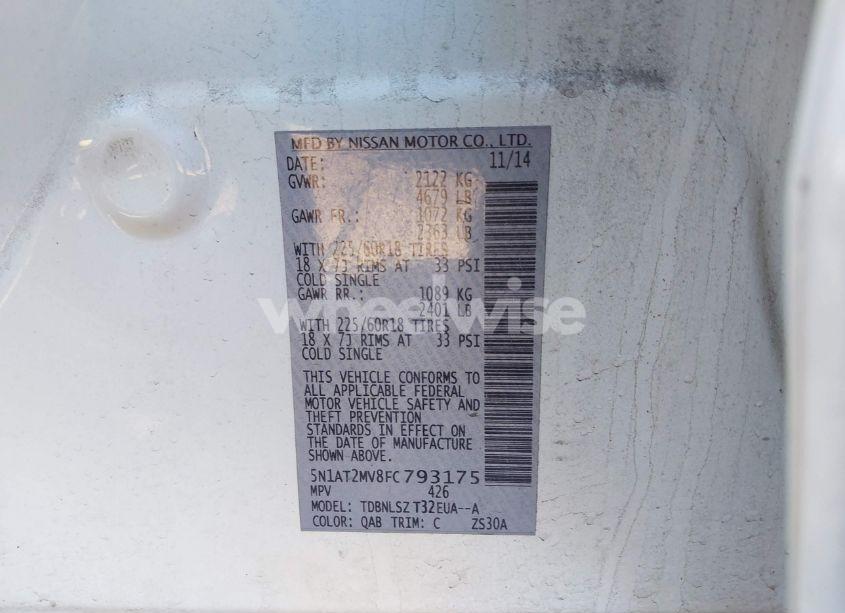 MFD BY NISSAN MOTOR CO., LTD.
DATE: 11/14
GVWR: 2122 KG
4679 LB
GAWR FR.: 1072 KG
2363 LB
WITH 225/60R18 TIRES
18 X 7J RIMS AT 33 PSI
COLD SINGLE
GAWR RR.: 1089 KG
2401 LB
WITH 225/60R18 TIRES
18 X 7J RIMS AT 33 PSI
COLD SINGLE
THIS VEHICLE CONFORMS TO
ALL APPLICABLE FEDERAL
MOTOR VEHICLE SAFETY AND
THEFT PREVENTION
STANDARDS IN EFFECT ON
THE DATE OF MANUFACTURE
SHOWN ABOVE.
5N1AT2MV8FC793175
MPV 426
MODEL: TDBNLSZ T32EUA--A
COLOR: QAB TRIM: C ZS30A
wheelwise